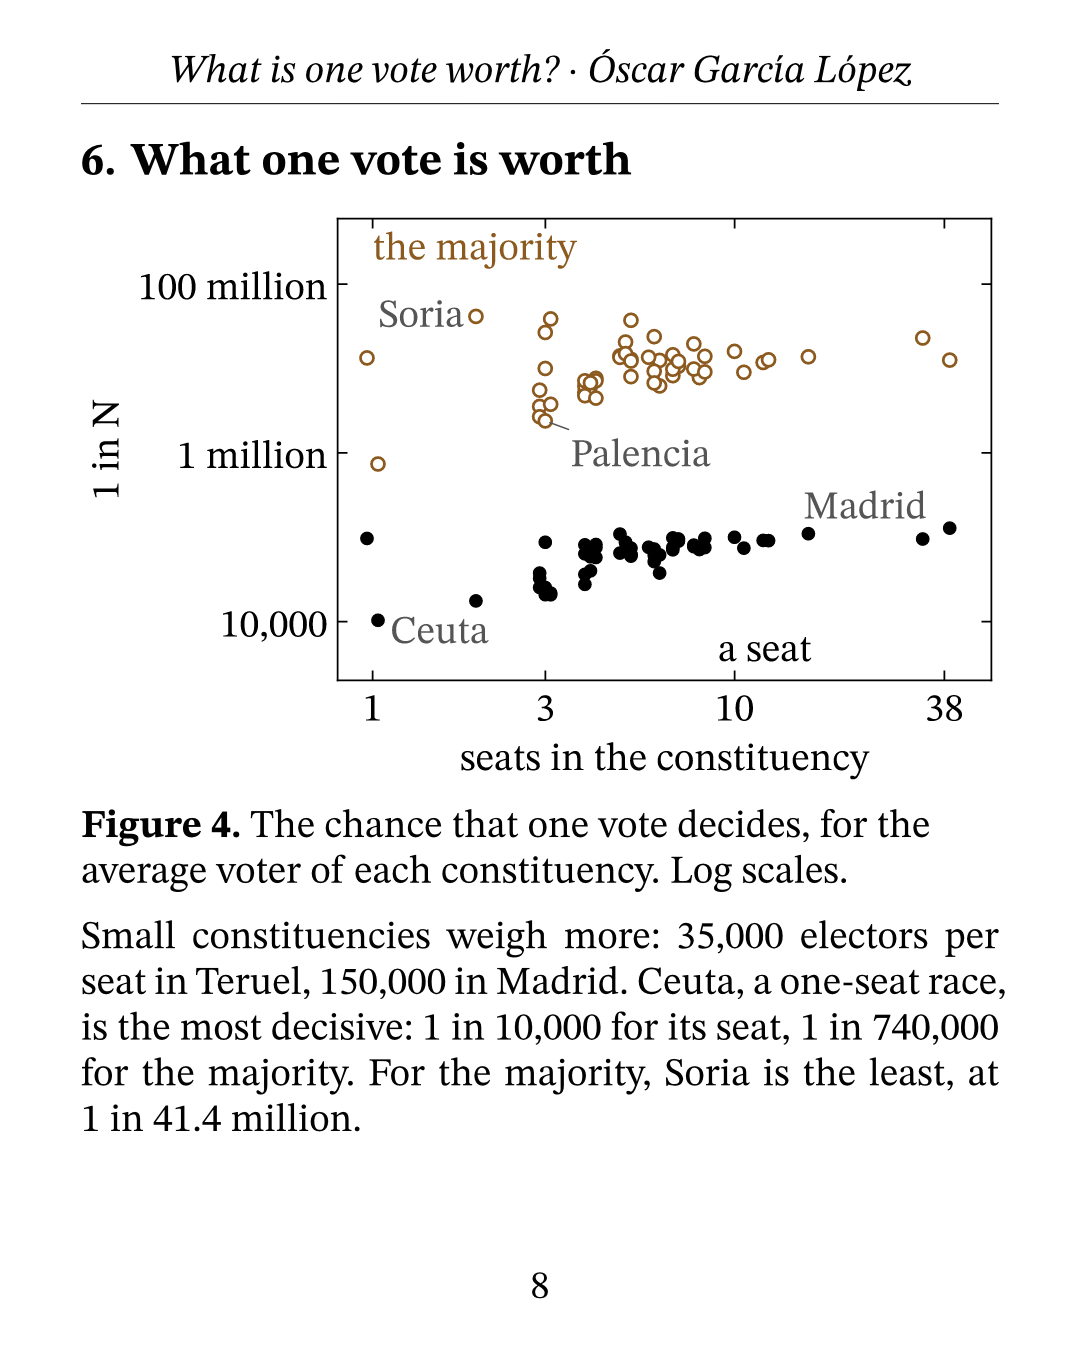 What is one vote worth? · Óscar García López
6. What one vote is worth
the majority
100 million
Soria
1 in N
1 million
Palencia
Madrid
10,000
Ceuta
a seat
1
3
10
38
seats in the constituency
Figure 4. The chance that one vote decides, for the
average voter of each constituency. Log scales.
Small constituencies weigh more: 35,000 electors per
seat in Teruel, 150,000 in Madrid. Ceuta, a one-seat race,
is the most decisive: 1 in 10,000 for its seat, 1 in 740,000
for the majority. For the majority, Soria is the least, at
1 in 41.4 million.
8